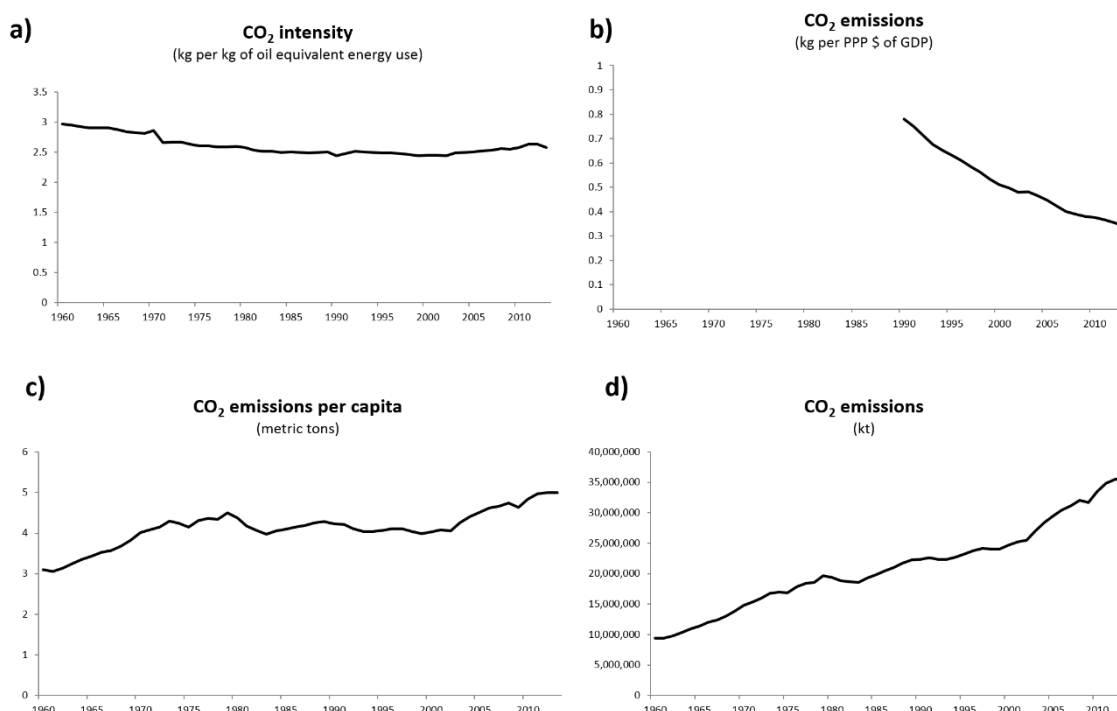 a)
CO₂ intensity
(kg per kg of oil equivalent energy use)
3.5
3
2.5
2
1.5
1
0.5
0
1960 1965 1970 1975 1980 1985 1990 1995 2000 2005 2010
b)
CO₂ emissions
(kg per PPP $ of GDP)
1
0.9
0.8
0.7
0.6
0.5
0.4
0.3
0.2
0.1
0
1960 1965 1970 1975 1980 1985 1990 1995 2000 2005 2010
c)
CO₂ emissions per capita
(metric tons)
6
5
4
3
2
1
0
1960 1965 1970 1975 1980 1985 1990 1995 2000 2005 2010
d)
CO₂ emissions
(kt)
40,000,000
35,000,000
30,000,000
25,000,000
20,000,000
15,000,000
10,000,000
5,000,000
0
1960 1965 1970 1975 1980 1985 1990 1995 2000 2005 2010